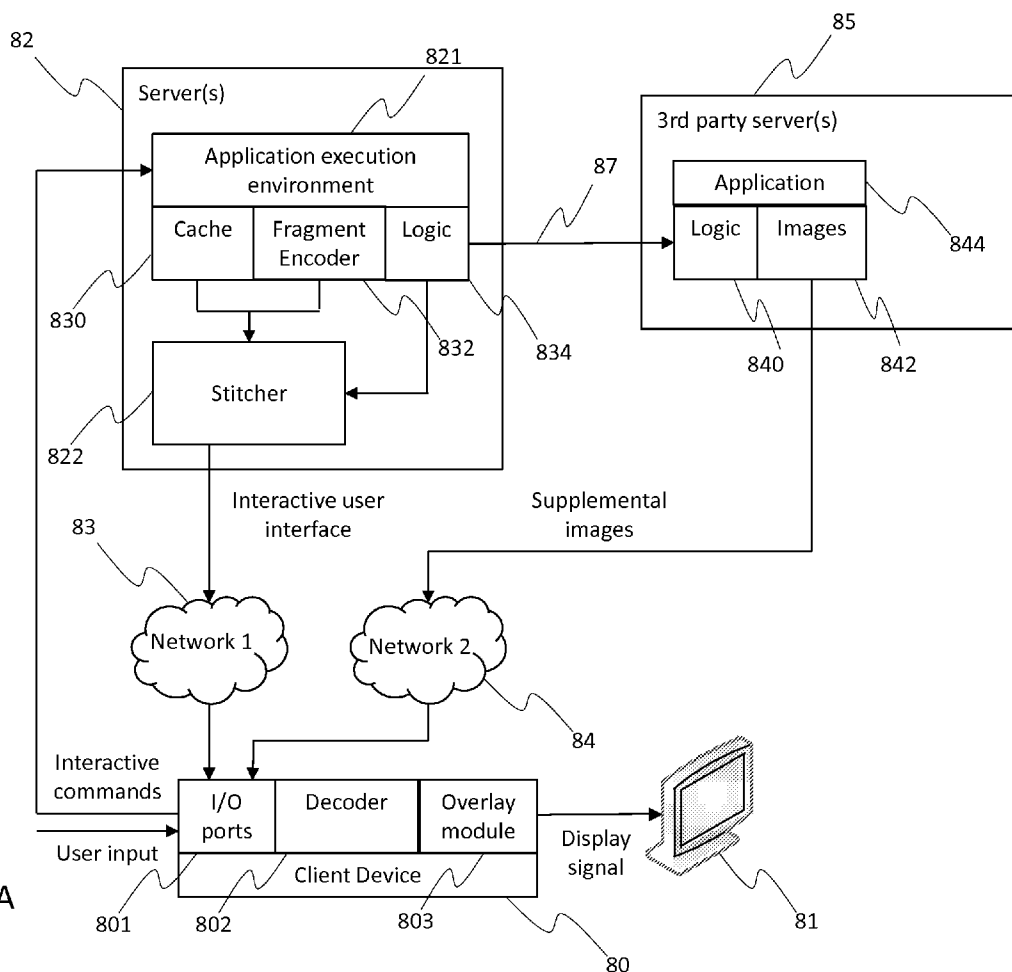 82
821
85
Server(s)
3rd party server(s)
Application execution
environment
87
Application
Cache
Fragment
Encoder
Logic
Logic
Images
844
830
832
834
840
842
Stitcher
822
Interactive user
interface
Supplemental
images
83
Network 1
Network 2
84
Interactive
commands
I/O
ports
Decoder
Overlay
module
User input
Display
signal
Client Device
A
801
802
803
80
81